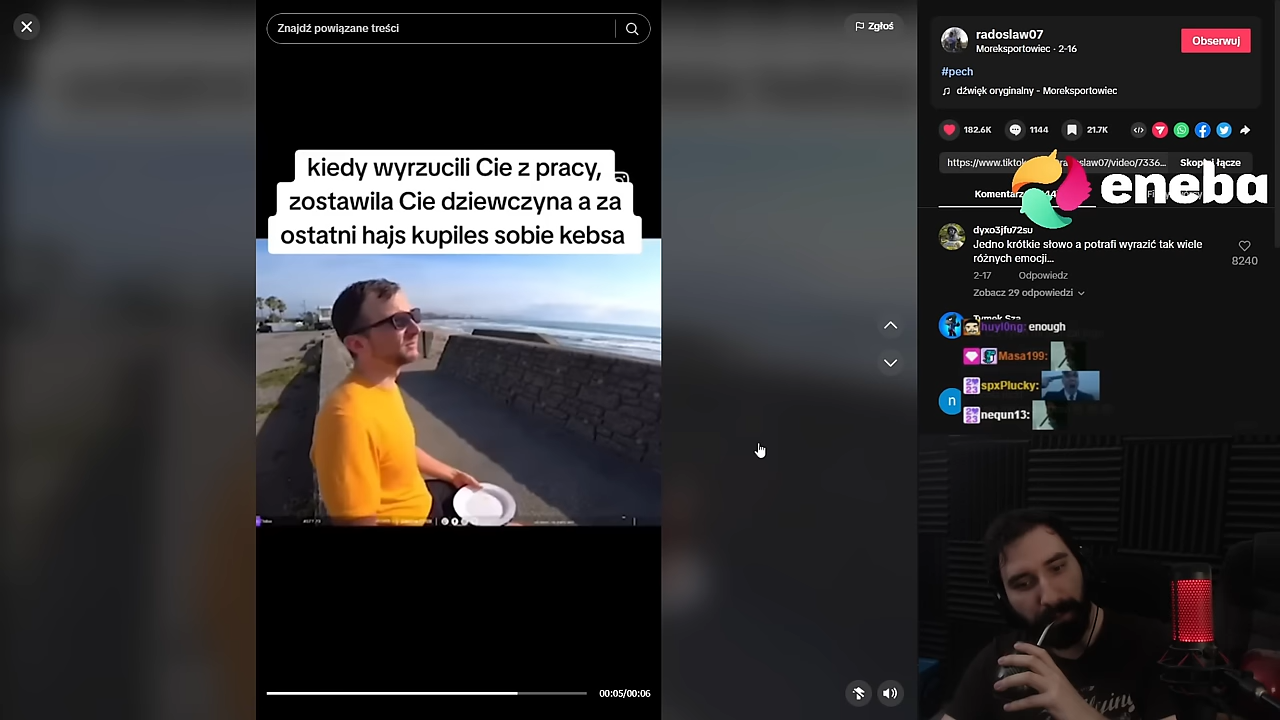 Znajdź powiązane treści
Zgłoś
kiedy wyrzucili Cie z pracy,
zostawila Cie dziewczyna a za
ostatni hajs kupiles sobie kebsa
00:05/00:06
radoslaw07
Moreksportowiec · 2-16
Obserwuj
#pech
dźwięk oryginalny - Moreksportowiec
182.6K
1144
21.7K
eneba
dyxo3jfu72su
Jedno krótkie słowo a potrafi wyrazić tak wiele
różnych emocji...
8240
2-17 Odpowiedz
Zobacz 29 odpowiedzi
huyl0ng: enough
Masa199:
spxPlucky:
nequn13:
n